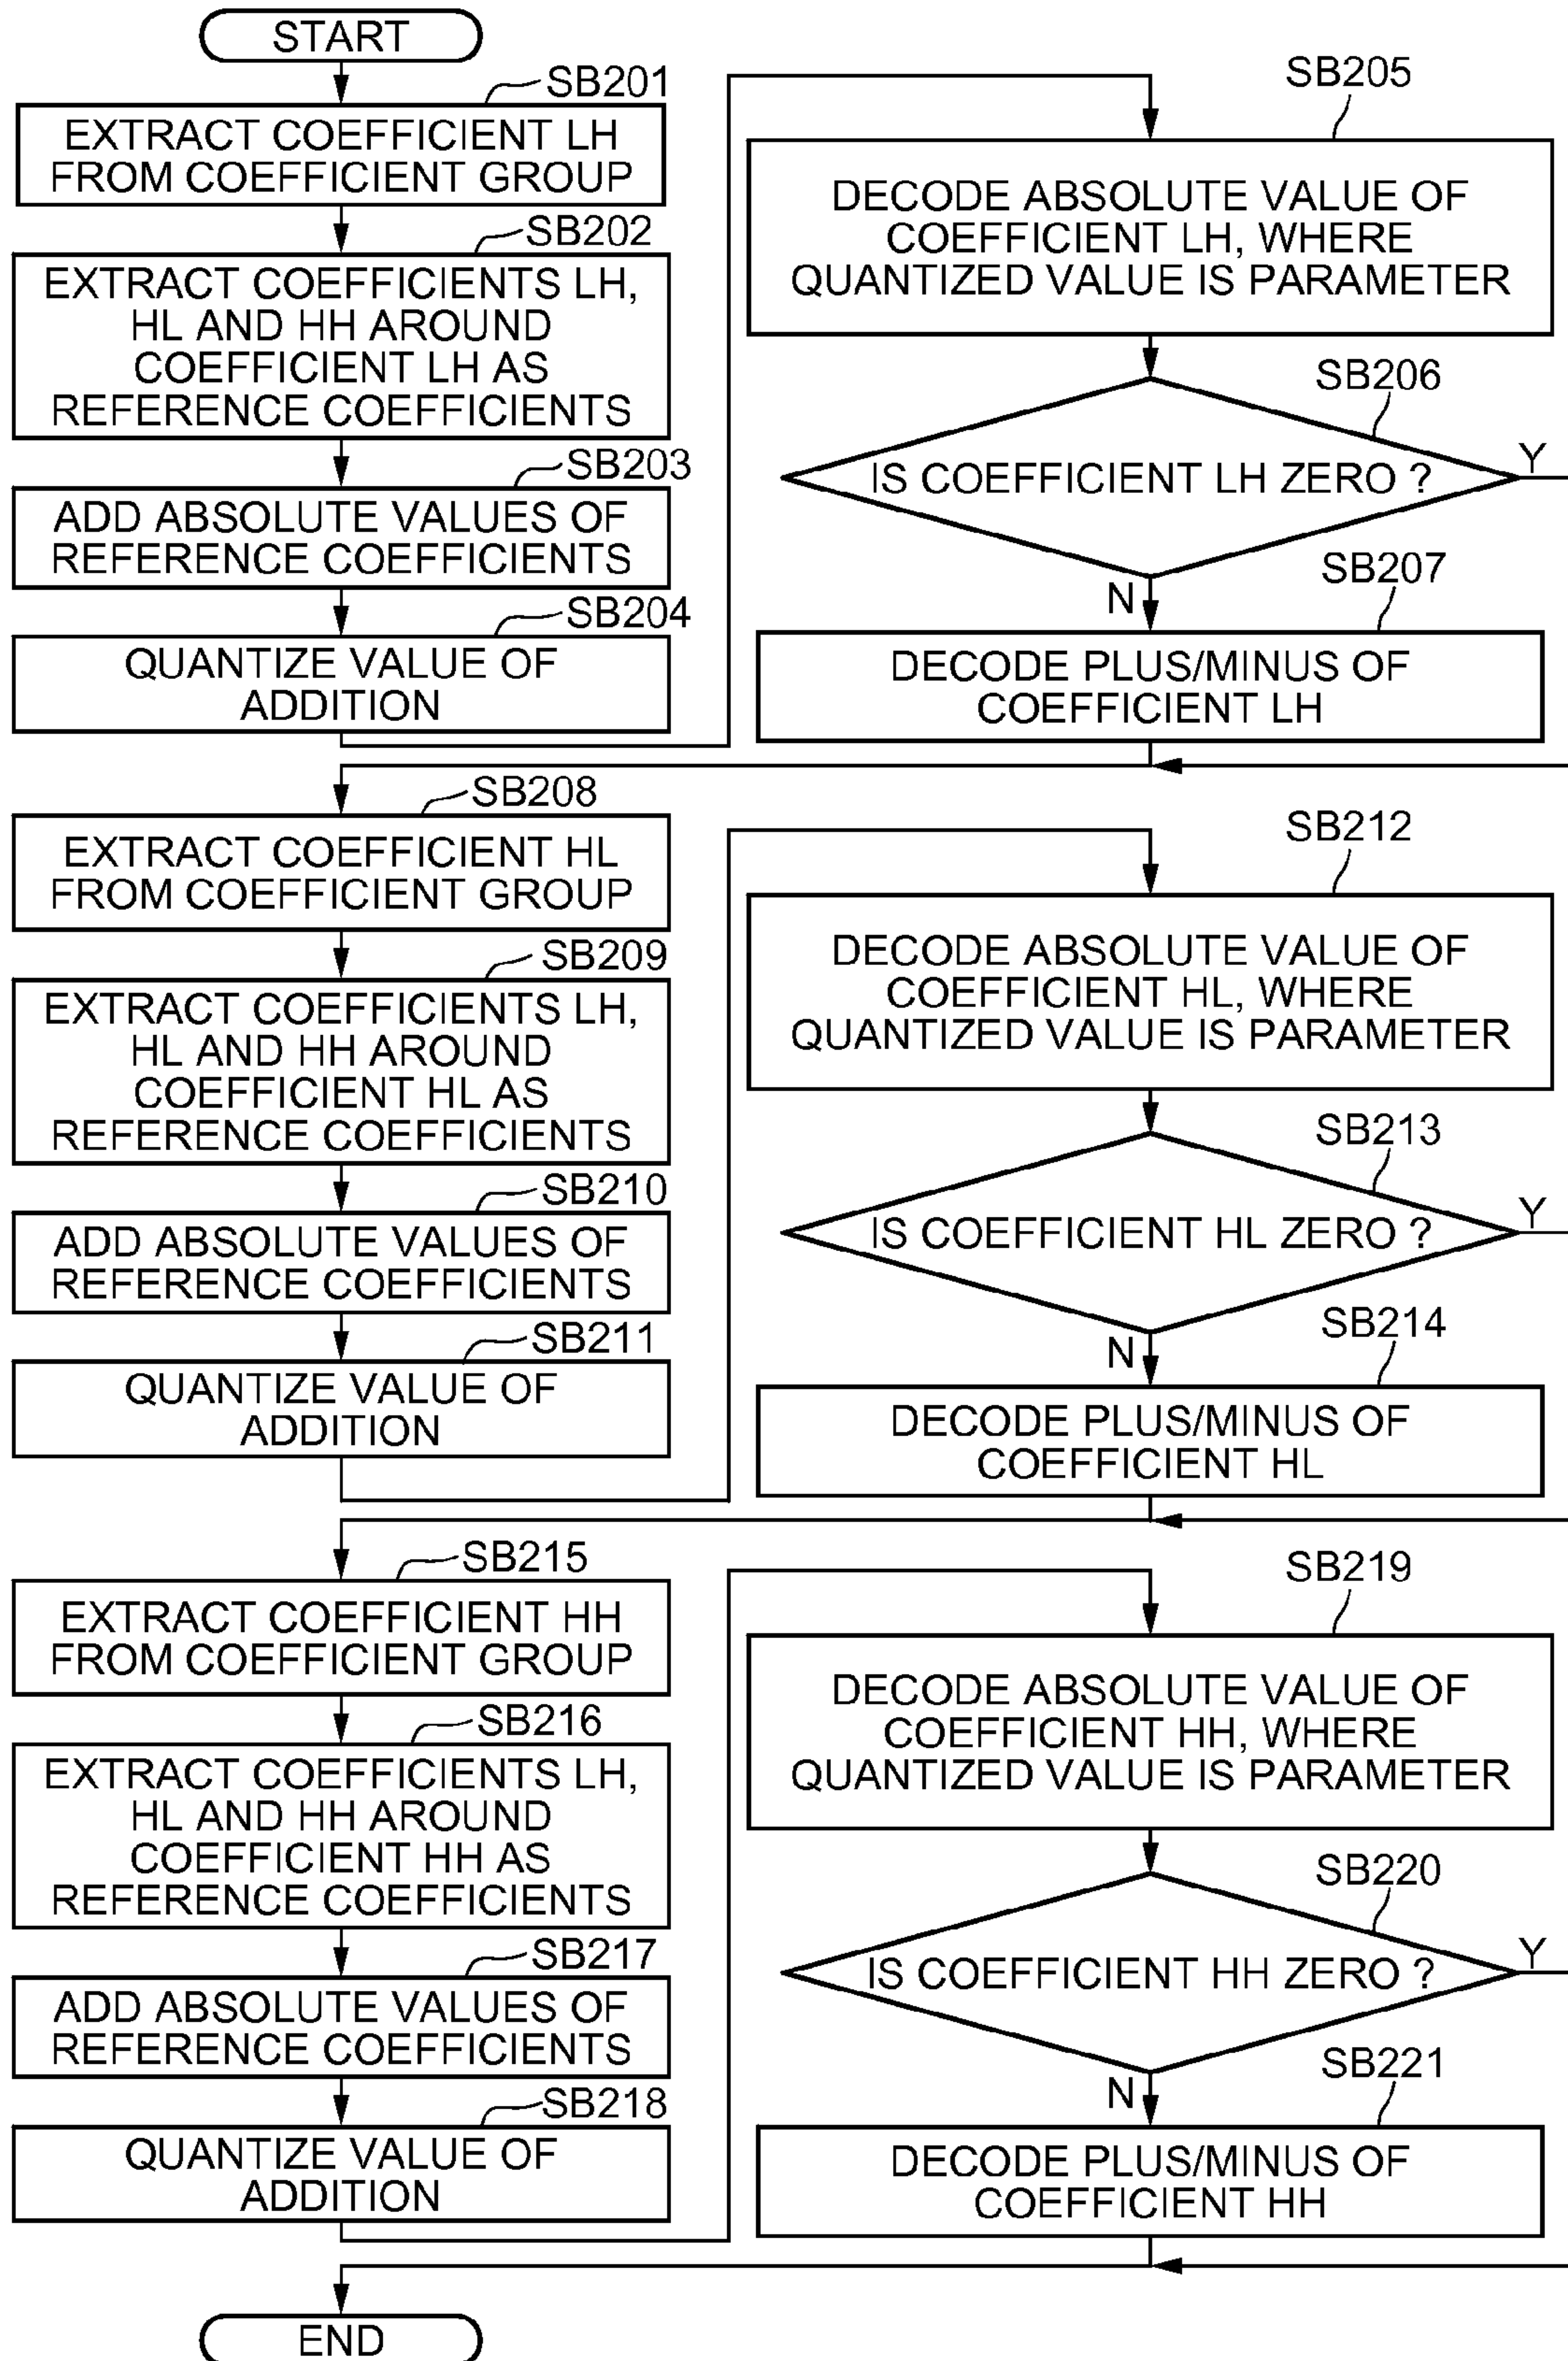 START
SB201
EXTRACT COEFFICIENT LH
FROM COEFFICIENT GROUP
SB202
EXTRACT COEFFICIENTS LH,
HL AND HH AROUND
COEFFICIENT LH AS
REFERENCE COEFFICIENTS
SB203
ADD ABSOLUTE VALUES OF
REFERENCE COEFFICIENTS
SB204
QUANTIZE VALUE OF
ADDITION
SB205
DECODE ABSOLUTE VALUE OF
COEFFICIENT LH, WHERE
QUANTIZED VALUE IS PARAMETER
SB206
IS COEFFICIENT LH ZERO ?
Y
N
SB207
DECODE PLUS/MINUS OF
COEFFICIENT LH
SB208
EXTRACT COEFFICIENT HL
FROM COEFFICIENT GROUP
SB209
EXTRACT COEFFICIENTS LH,
HL AND HH AROUND
COEFFICIENT HL AS
REFERENCE COEFFICIENTS
SB210
ADD ABSOLUTE VALUES OF
REFERENCE COEFFICIENTS
SB211
QUANTIZE VALUE OF
ADDITION
SB212
DECODE ABSOLUTE VALUE OF
COEFFICIENT HL, WHERE
QUANTIZED VALUE IS PARAMETER
SB213
IS COEFFICIENT HL ZERO ?
Y
N
SB214
DECODE PLUS/MINUS OF
COEFFICIENT HL
SB215
EXTRACT COEFFICIENT HH
FROM COEFFICIENT GROUP
SB216
EXTRACT COEFFICIENTS LH,
HL AND HH AROUND
COEFFICIENT HH AS
REFERENCE COEFFICIENTS
SB217
ADD ABSOLUTE VALUES OF
REFERENCE COEFFICIENTS
SB218
QUANTIZE VALUE OF
ADDITION
SB219
DECODE ABSOLUTE VALUE OF
COEFFICIENT HH, WHERE
QUANTIZED VALUE IS PARAMETER
SB220
IS COEFFICIENT HH ZERO ?
Y
N
SB221
DECODE PLUS/MINUS OF
COEFFICIENT HH
END